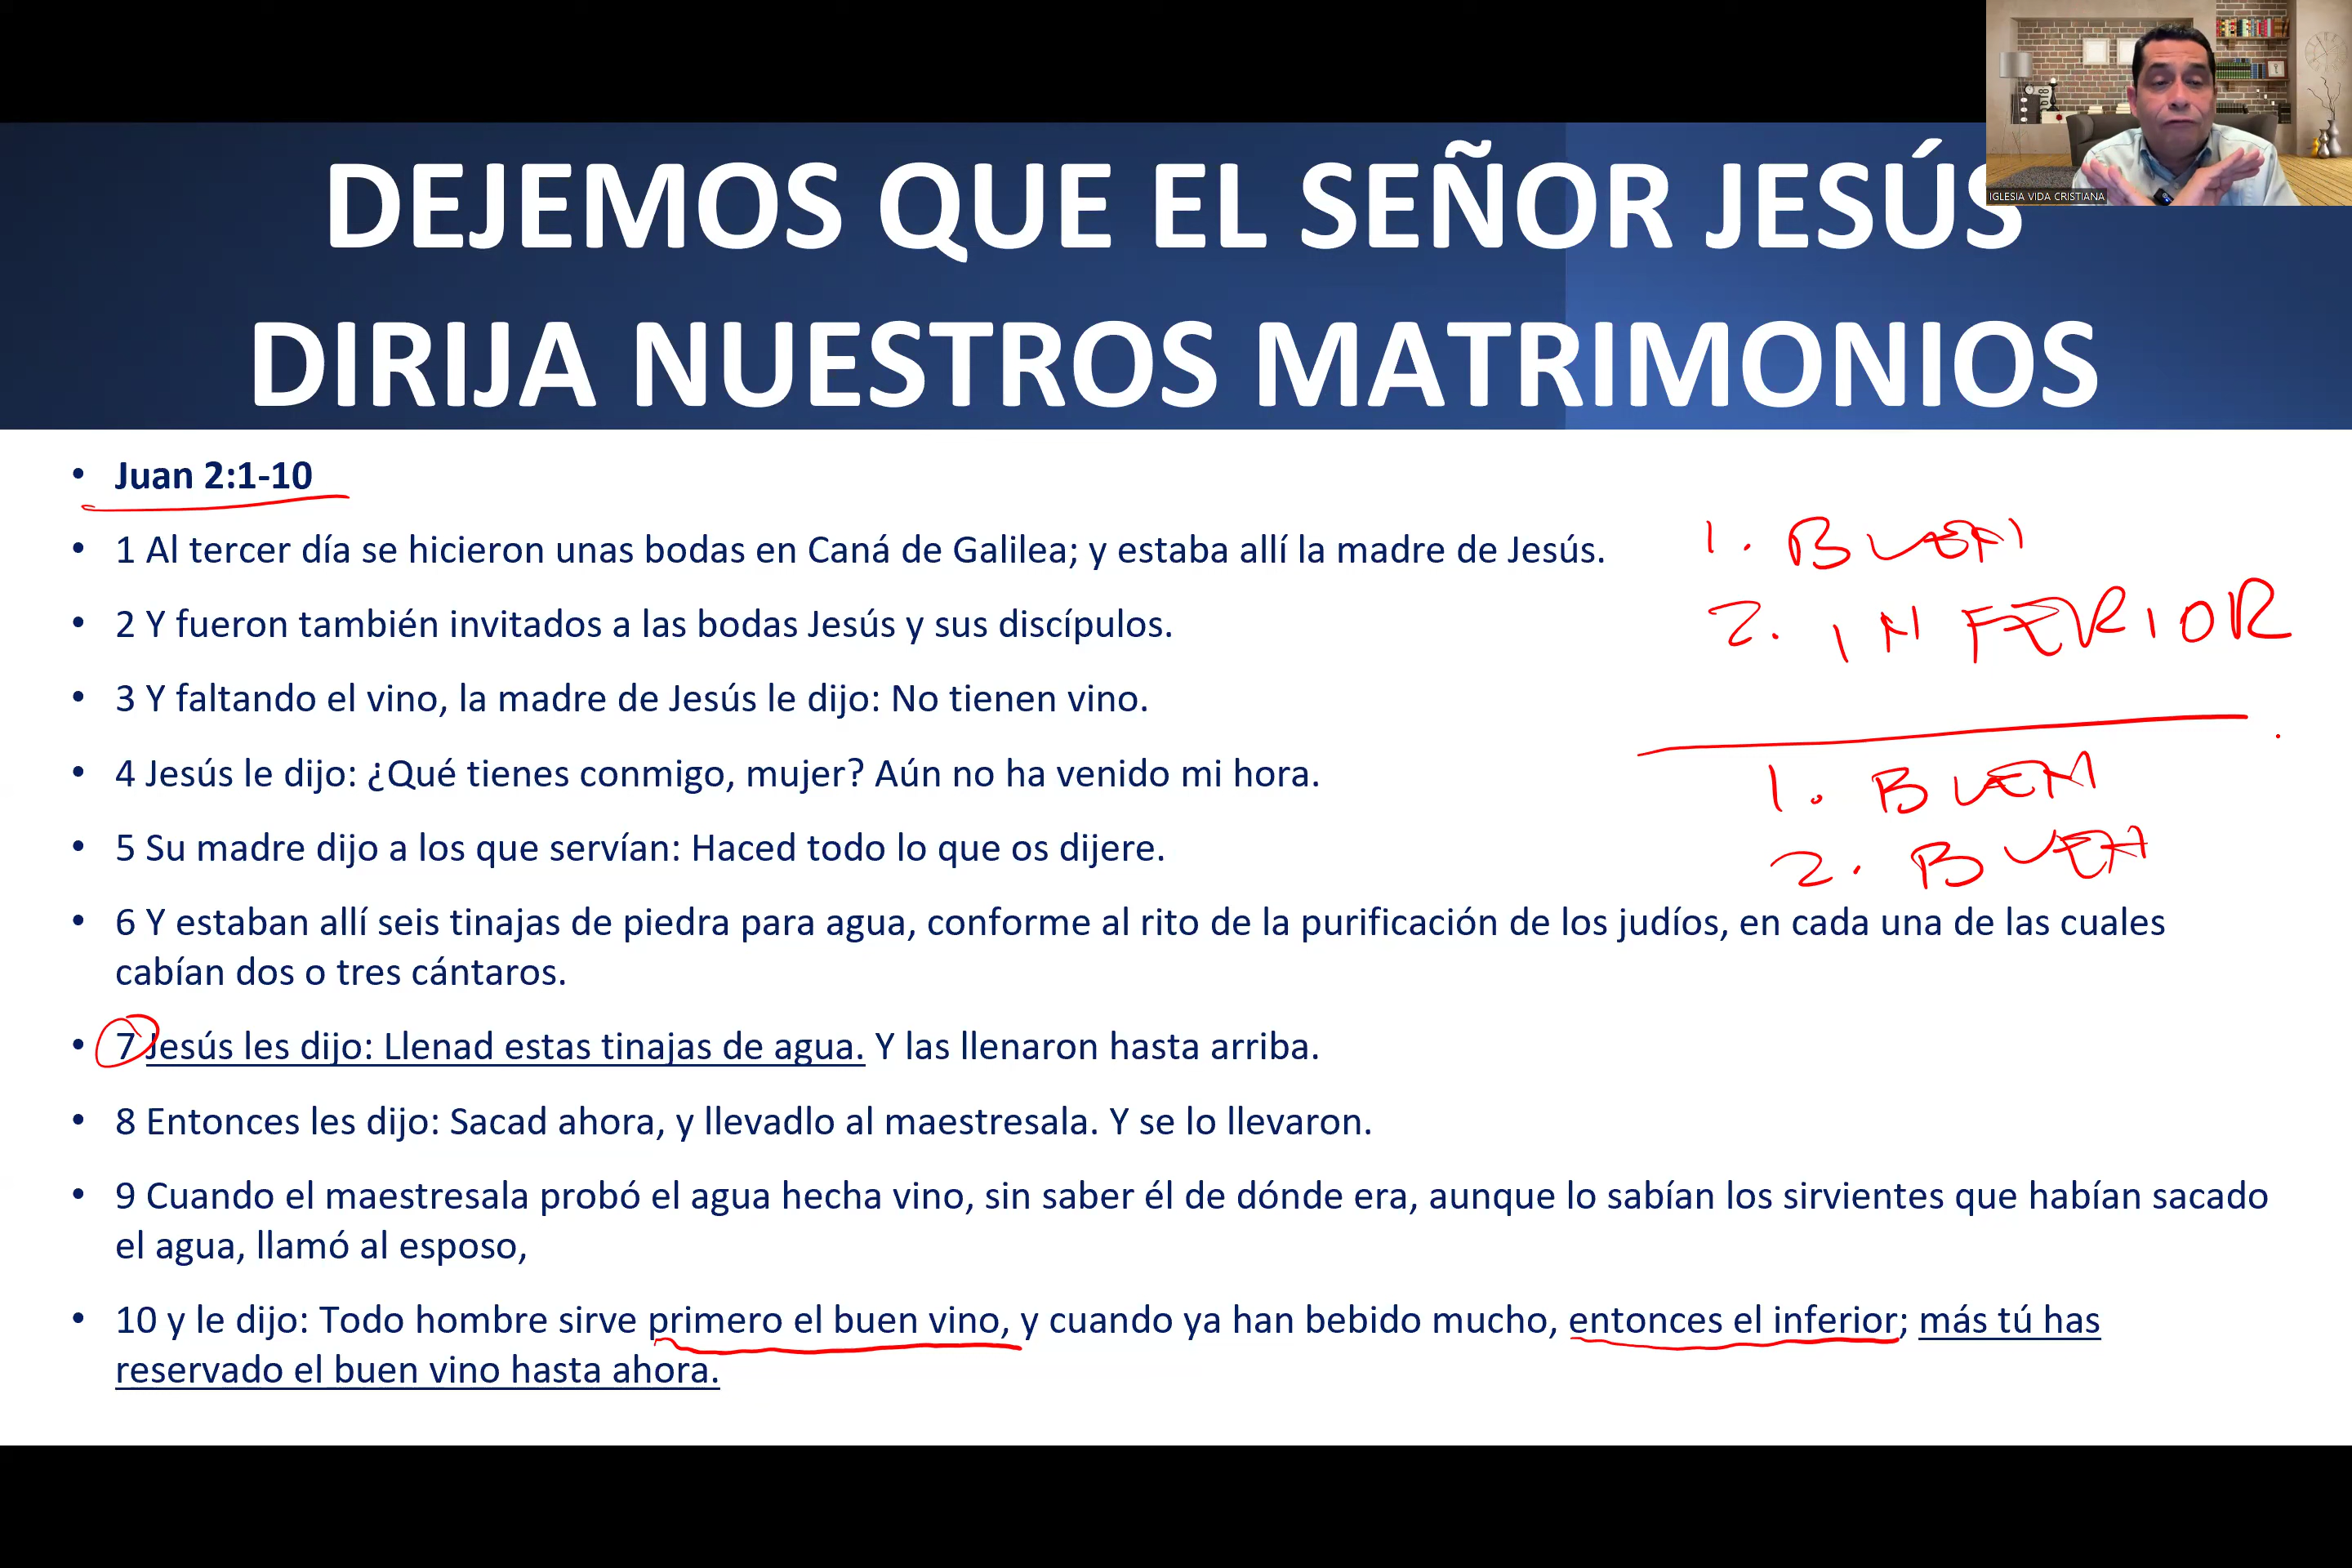 DEJEMOS QUE EL SEÑOR JESÚS
DIRIJA NUESTROS MATRIMONIOS
IGLESIA VIDA CRISTIANA
• Juan 2:1-10
• 1 Al tercer día se hicieron unas bodas en Caná de Galilea; y estaba allí la madre de Jesús.
• 2 Y fueron también invitados a las bodas Jesús y sus discípulos.
• 3 Y faltando el vino, la madre de Jesús le dijo: No tienen vino.
• 4 Jesús le dijo: ¿Qué tienes conmigo, mujer? Aún no ha venido mi hora.
• 5 Su madre dijo a los que servían: Haced todo lo que os dijere.
• 6 Y estaban allí seis tinajas de piedra para agua, conforme al rito de la purificación de los judíos, en cada una de las cuales
cabían dos o tres cántaros.
• 7 Jesús les dijo: Llenad estas tinajas de agua. Y las llenaron hasta arriba.
• 8 Entonces les dijo: Sacad ahora, y llevadlo al maestresala. Y se lo llevaron.
• 9 Cuando el maestresala probó el agua hecha vino, sin saber él de dónde era, aunque lo sabían los sirvientes que habían sacado
el agua, llamó al esposo,
• 10 y le dijo: Todo hombre sirve primero el buen vino, y cuando ya han bebido mucho, entonces el inferior; más tú has
reservado el buen vino hasta ahora.
1. BUEN
2. INFERIOR
1. BUEN
2. BUEN